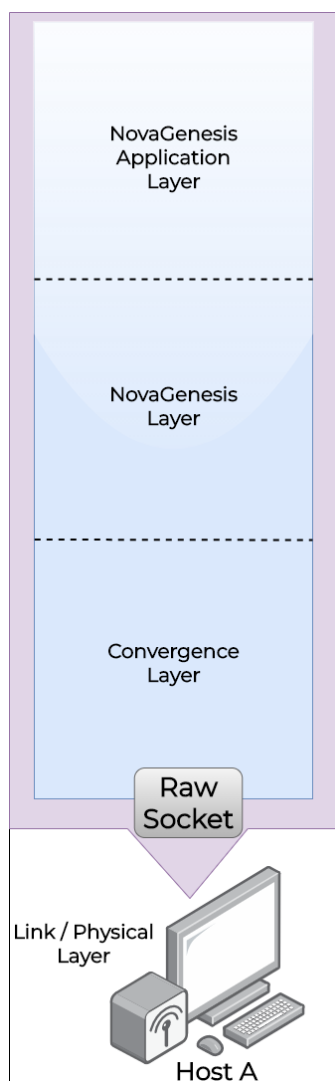 NovaGenesis
Application
Layer
NovaGenesis
Layer
Convergence
Layer
Raw
Socket
Link / Physical
Layer
Host A